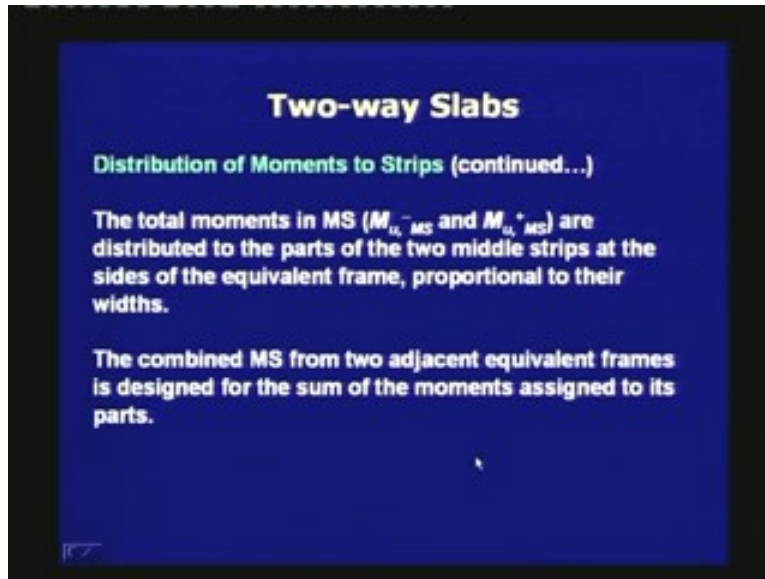 Two-way Slabs
Distribution of Moments to Strips (continued...)
The total moments in MS (Mu,⁻MS and Mu,⁺MS) are
distributed to the parts of the two middle strips at the
sides of the equivalent frame, proportional to their
widths.
The combined MS from two adjacent equivalent frames
is designed for the sum of the moments assigned to its
parts.